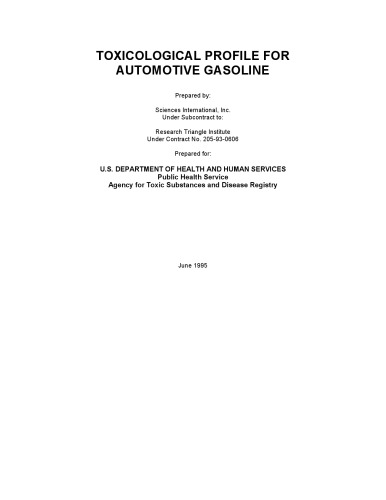 TOXICOLOGICAL PROFILE FOR
AUTOMOTIVE GASOLINE
Prepared by:
Sciences International, Inc.
Under Subcontract to:
Research Triangle Institute
Under Contract No. 205-93-0606
Prepared for:
U.S. DEPARTMENT OF HEALTH AND HUMAN SERVICES
Public Health Service
Agency for Toxic Substances and Disease Registry
June 1995